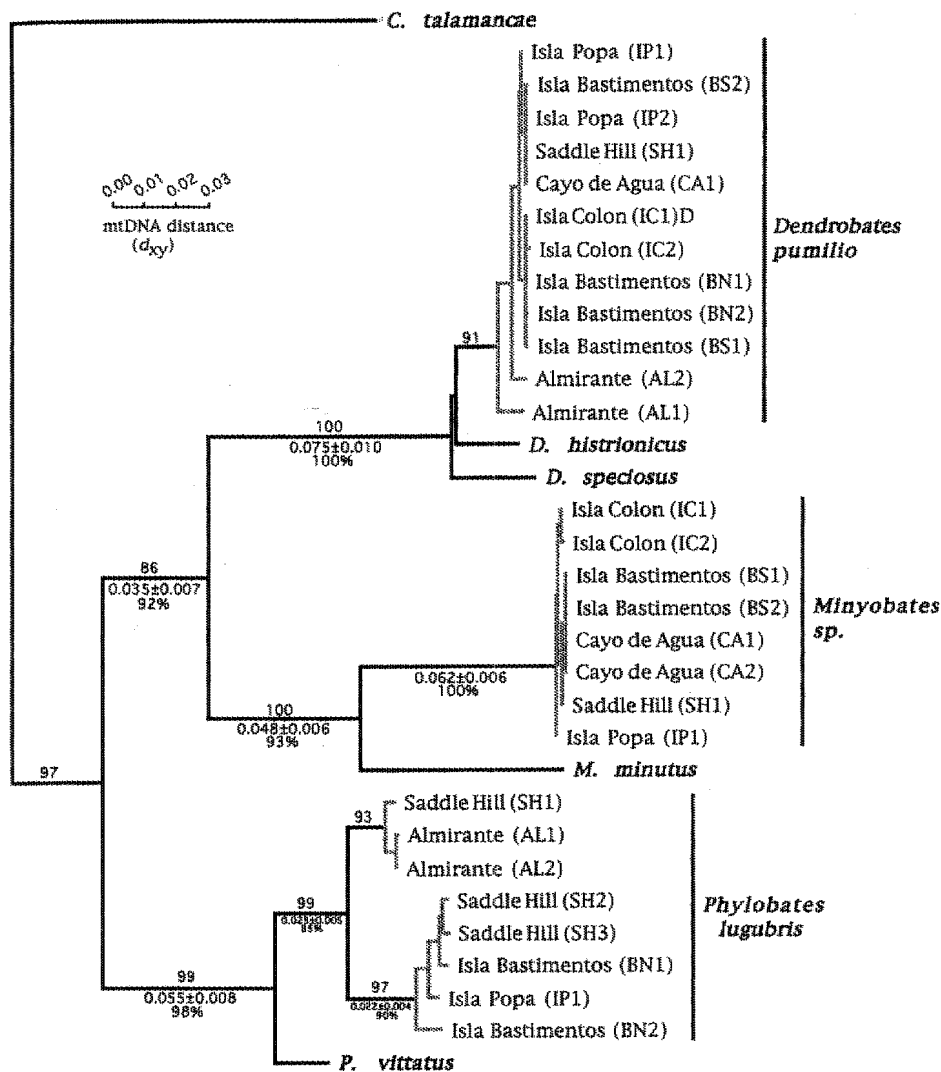 C. talamancae
Isla Popa (IP1)
Isla Bastimentos (BS2)
Isla Popa (IP2)
Saddle Hill (SH1)
Cayo de Agua (CA1)
Isla Colon (IC1)D
Isla Colon (IC2)
Isla Bastimentos (BN1)
Isla Bastimentos (BN2)
Isla Bastimentos (BS1)
Almirante (AL2)
Almirante (AL1)
Dendrobates
pumilio
0.00 0.01 0.02 0.03
mtDNA distance
(dxy)
91
D. histrionicus
D. speciosus
100
0.075±0.010
100%
86
0.035±0.007
92%
Isla Colon (IC1)
Isla Colon (IC2)
Isla Bastimentos (BS1)
Isla Bastimentos (BS2)
Cayo de Agua (CA1)
Cayo de Agua (CA2)
Saddle Hill (SH1)
Isla Popa (IP1)
Minyobates
sp.
0.062±0.006
100%
100
0.048±0.006
93%
M. minutus
97
Saddle Hill (SH1)
Almirante (AL1)
Almirante (AL2)
Saddle Hill (SH2)
Saddle Hill (SH3)
Isla Bastimentos (BN1)
Isla Popa (IP1)
Isla Bastimentos (BN2)
Phylobates
lugubris
93
99
97
0.022±0.004
90%
99
0.055±0.008
98%
P. vittatus